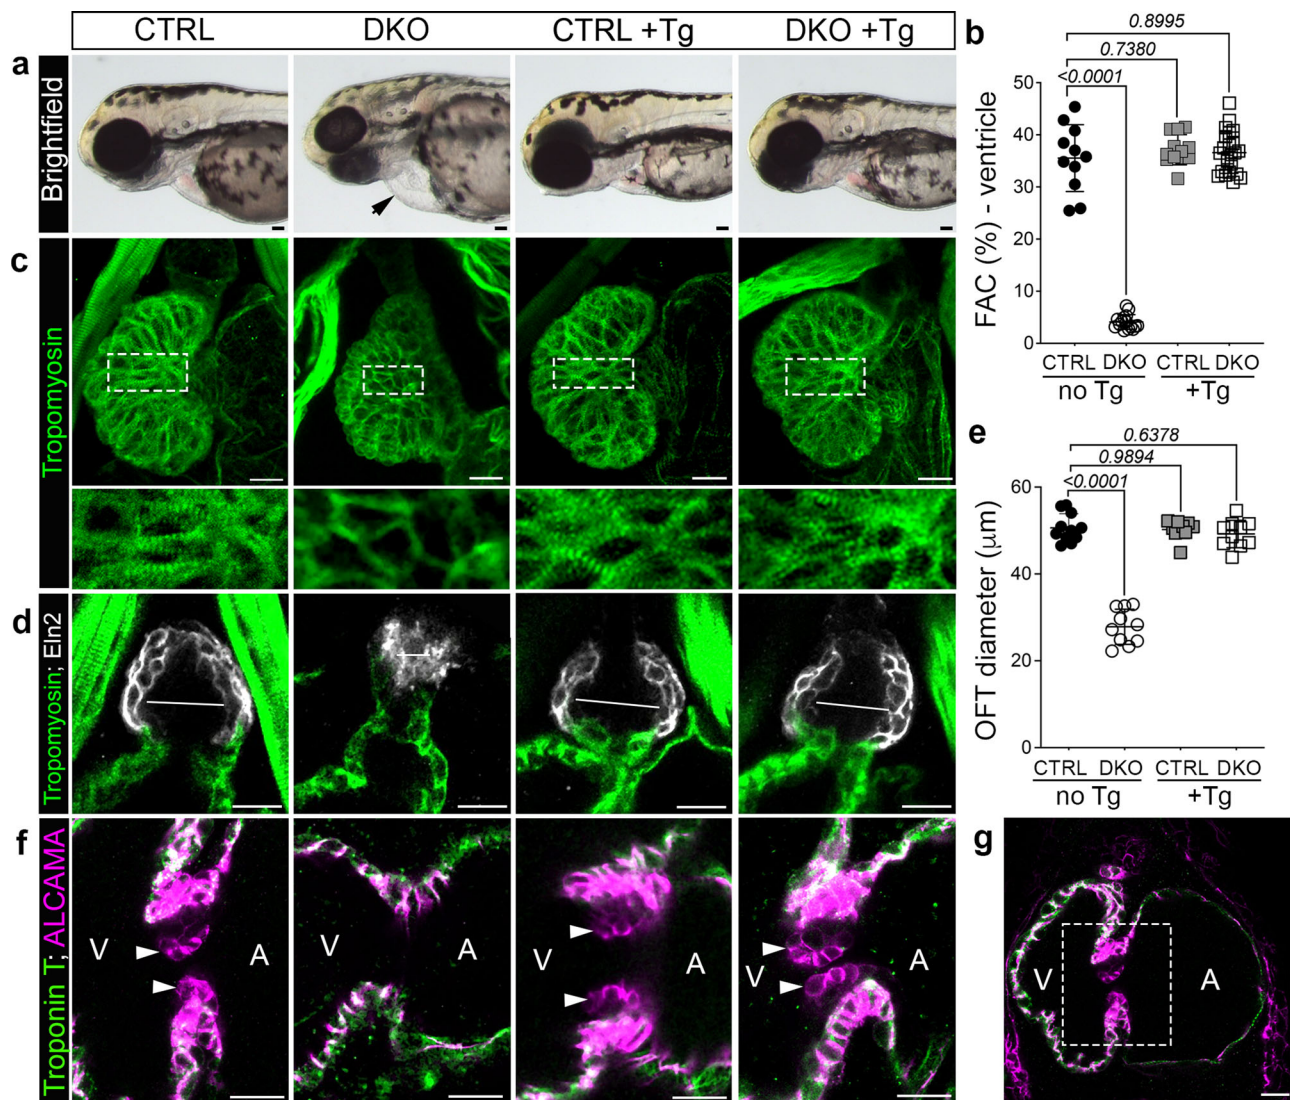 CTRL DKO CTRL +Tg DKO +Tg
a
Brightfield
b
FAC (%) - ventricle
0.8995
0.7380
<0.0001
50
40
30
20
10
0
CTRL DKO CTRL DKO
no Tg +Tg
c
Tropomyosin
d
Tropomyosin; Eln2
e
OFT diameter (μm)
0.6378
0.9894
<0.0001
60
40
20
0
CTRL DKO CTRL DKO
no Tg +Tg
f
Troponin T; ALCAMA
V A V A V A V A
g
V A